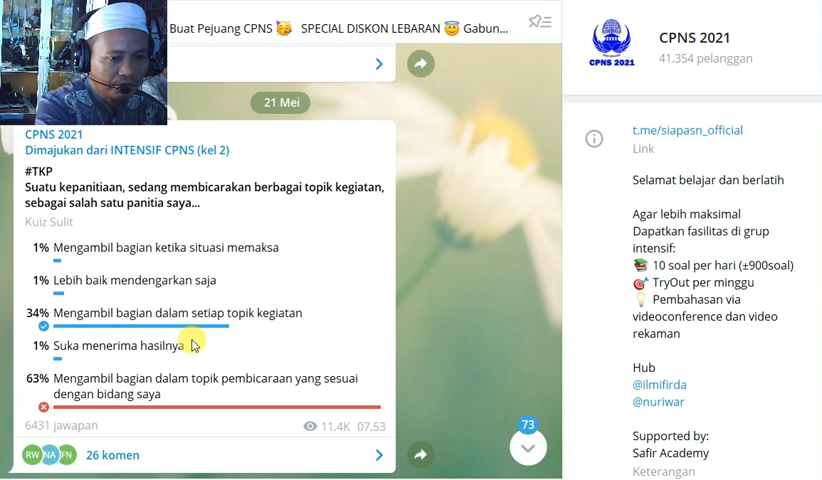 Buat Pejuang CPNS 🥳 SPECIAL DISKON LEBARAN 😇 Gabun...
21 Mei
CPNS 2021
Dimajukan dari INTENSIF CPNS (kel 2)
#TKP
Suatu kepanitiaan, sedang membicarakan berbagai topik kegiatan,
sebagai salah satu panitia saya...
Kuiz Sulit
1% Mengambil bagian ketika situasi memaksa
1% Lebih baik mendengarkan saja
34% Mengambil bagian dalam setiap topik kegiatan
1% Suka menerima hasilnya
63% Mengambil bagian dalam topik pembicaraan yang sesuai
dengan bidang saya
6431 jawapan 11.4K 07.53
RW NA FN 26 komen
73
CPNS 2021
CPNS 2021
41.354 pelanggan
t.me/siapasn_official
Link
Selamat belajar dan berlatih
Agar lebih maksimal
Dapatkan fasilitas di grup
intensif:
📚 10 soal per hari (±900soal)
🎯 TryOut per minggu
💡 Pembahasan via
videoconference dan video
rekaman
Hub
@ilmifirda
@nuriwar
Supported by:
Safir Academy
Keterangan